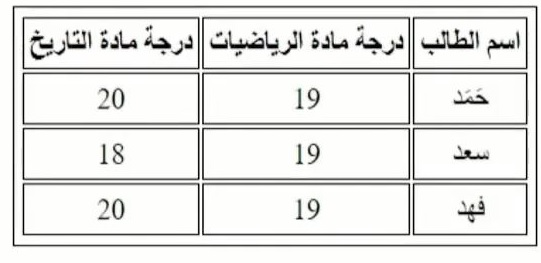 اسم الطالب درجة مادة الرياضيات درجة مادة التاريخ
حَمَد 19 20
سعد 19 18
فهد 19 20